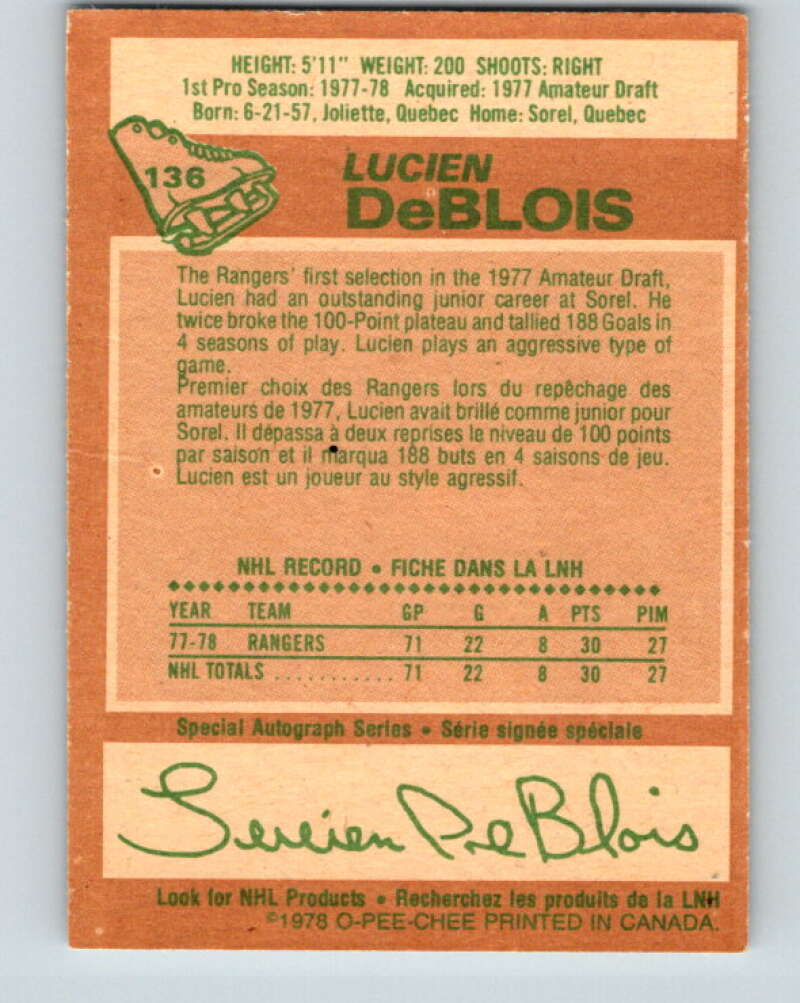 HEIGHT: 5'11" WEIGHT: 200 SHOOTS: RIGHT
1st Pro Season: 1977-78 Acquired: 1977 Amateur Draft
Born: 6-21-57, Joliette, Quebec Home: Sorel, Quebec
136
LUCIEN
DeBLOIS
The Rangers' first selection in the 1977 Amateur Draft,
Lucien had an outstanding junior career at Sorel. He
twice broke the 100-Point plateau and tallied 188 Goals in
4 seasons of play. Lucien plays an aggressive type of
game.
Premier choix des Rangers lors du repêchage des
amateurs de 1977, Lucien avait brillé comme junior pour
Sorel. Il dépassa à deux reprises le niveau de 100 points
par saison et il marqua 188 buts en 4 saisons de jeu.
Lucien est un joueur au style agressif.
NHL RECORD • FICHE DANS LA LNH
YEAR TEAM GP G A PTS PIM
77-78 RANGERS 71 22 8 30 27
NHL TOTALS ............ 71 22 8 30 27
Special Autograph Series • Série signée spéciale
Lucien DeBlois
Look for NHL Products • Recherchez les produits de la LNH
©1978 O-PEE-CHEE PRINTED IN CANADA.